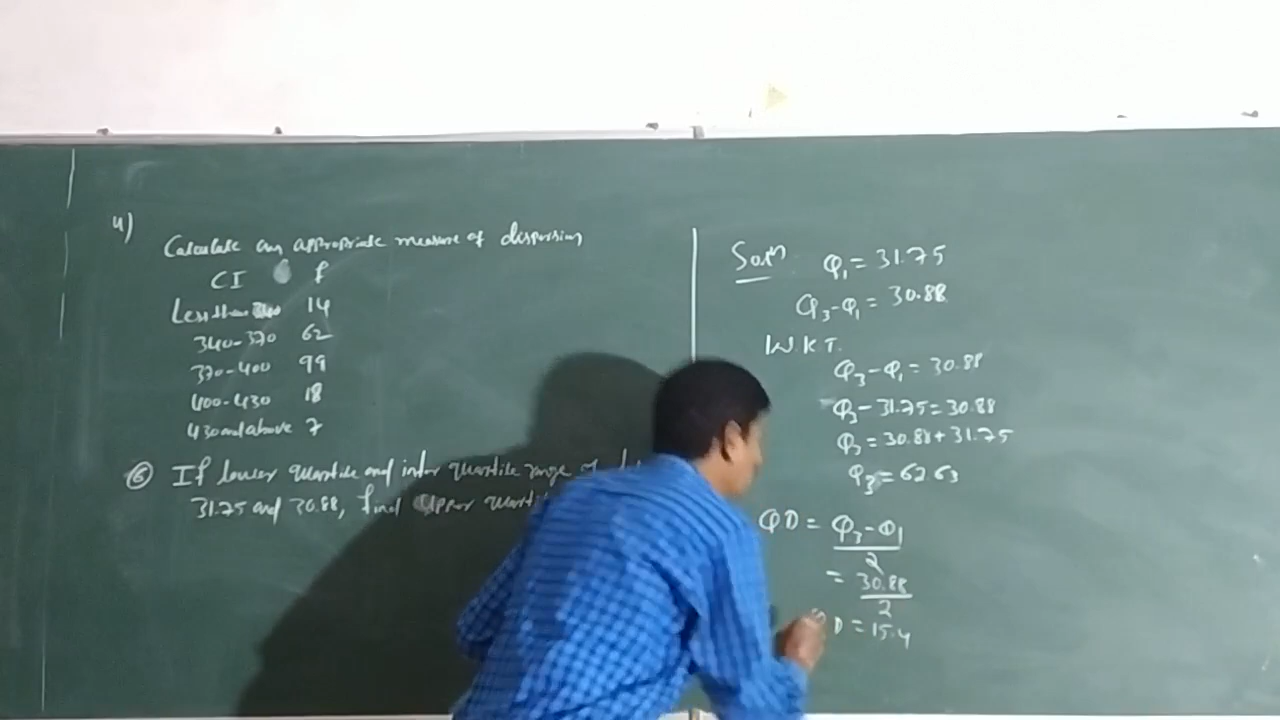 4)
Calculate any appropriate measure of dispersion
CI f
Less than 14
340-370 62
370-400 99
400-430 18
430 and above 7
⑥ If lower quartile and inter quartile range of
31.75 and 30.88, find upper
Soln Q₁ = 31.75
Q₃-Q₁ = 30.88
W.K.T.
Q₃-Q₁ = 30.88
Q₃-31.75=30.88
Q₃ = 30.88+31.75
Q₃ = 62.63
QD = Q₃-Q₁
2
= 30.88
2
D = 15.4